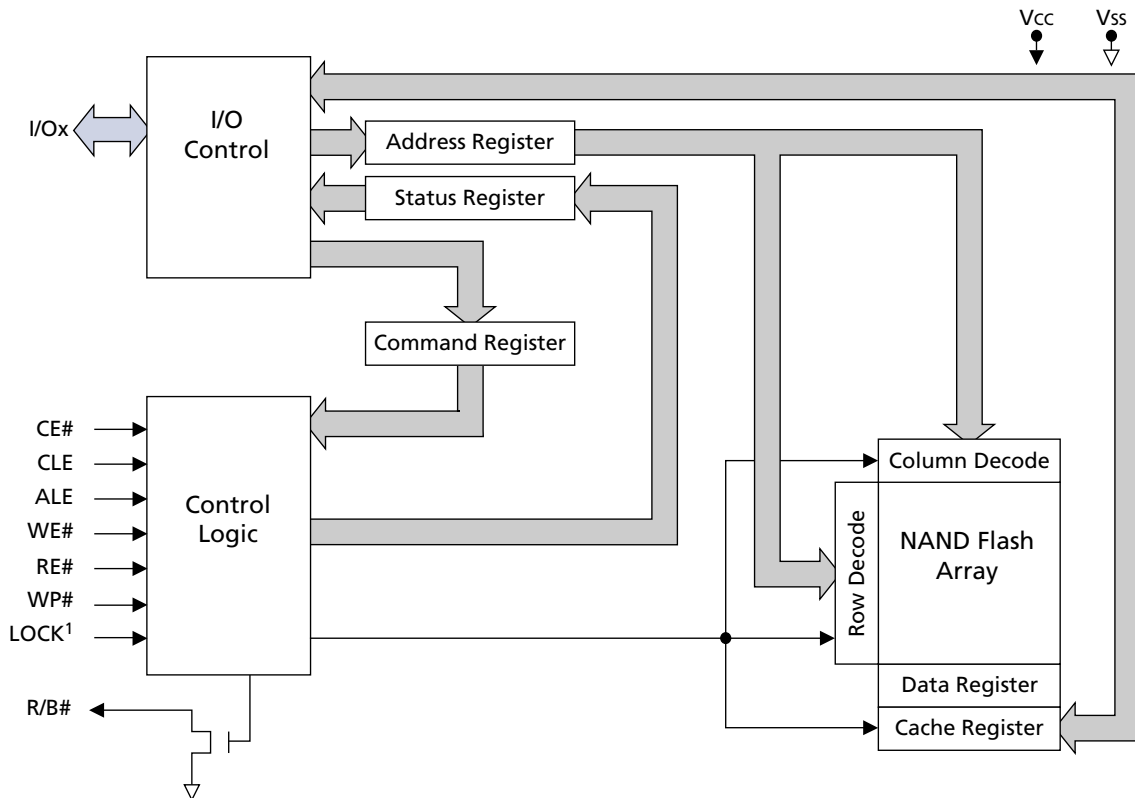 Vcc
Vss
I/Ox
I/O
Control
Address Register
Status Register
Command Register
CE#
CLE
ALE
WE#
RE#
WP#
LOCK¹
R/B#
Control
Logic
Column Decode
Row Decode
NAND Flash
Array
Data Register
Cache Register